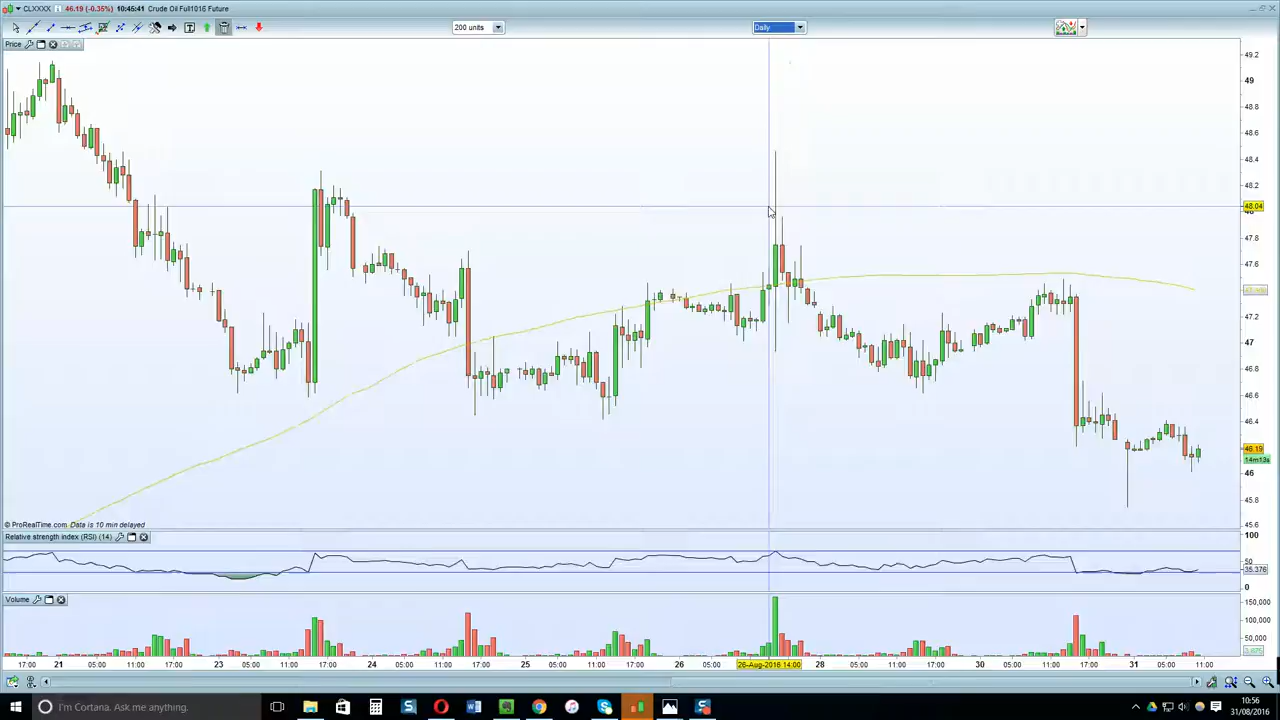 CLXXXX 46.19 (-0.35%) 10:45:41 Crude Oil Full1016 Future
200 units
Daily
Price
49.2
49
48.8
48.6
48.4
48.2
48.04
48
47.8
47.6
47.2
47
46.8
46.6
46.4
46.19
14m13s
46
45.8
45.6
© ProRealTime.com Data is 10 min delayed
Relative strength index (RSI) (14)
100
50
35.376
0
Volume
150,000
100,000
50,000
17:00 21 05:00 11:00 17:00 23 05:00 11:00 17:00 24 05:00 11:00 17:00 25 05:00 11:00 17:00 26 05:00 26-Aug-2016 14:00 28 05:00 11:00 17:00 30 05:00 11:00 17:00 31 05:00 11:00
I'm Cortana. Ask me anything.
10:56
31/08/2016